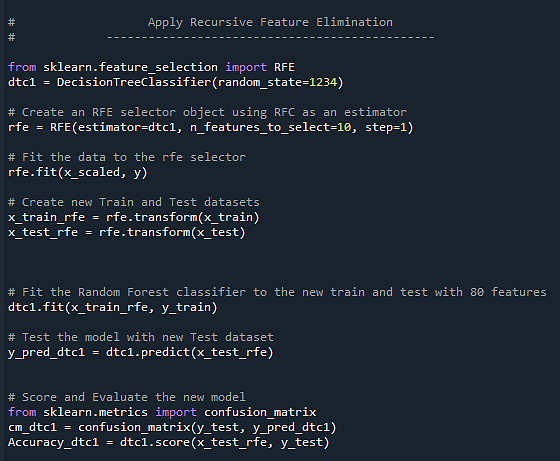 # Apply Recursive Feature Elimination
# ----------------------------------------------
from sklearn.feature_selection import RFE
dtc1 = DecisionTreeClassifier(random_state=1234)
# Create an RFE selector object using RFC as an estimator
rfe = RFE(estimator=dtc1, n_features_to_select=10, step=1)
# Fit the data to the rfe selector
rfe.fit(x_scaled, y)
# Create new Train and Test datasets
x_train_rfe = rfe.transform(x_train)
x_test_rfe = rfe.transform(x_test)
# Fit the Random Forest classifier to the new train and test with 80 features
dtc1.fit(x_train_rfe, y_train)
# Test the model with new Test dataset
y_pred_dtc1 = dtc1.predict(x_test_rfe)
# Score and Evaluate the new model
from sklearn.metrics import confusion_matrix
cm_dtc1 = confusion_matrix(y_test, y_pred_dtc1)
Accuracy_dtc1 = dtc1.score(x_test_rfe, y_test)